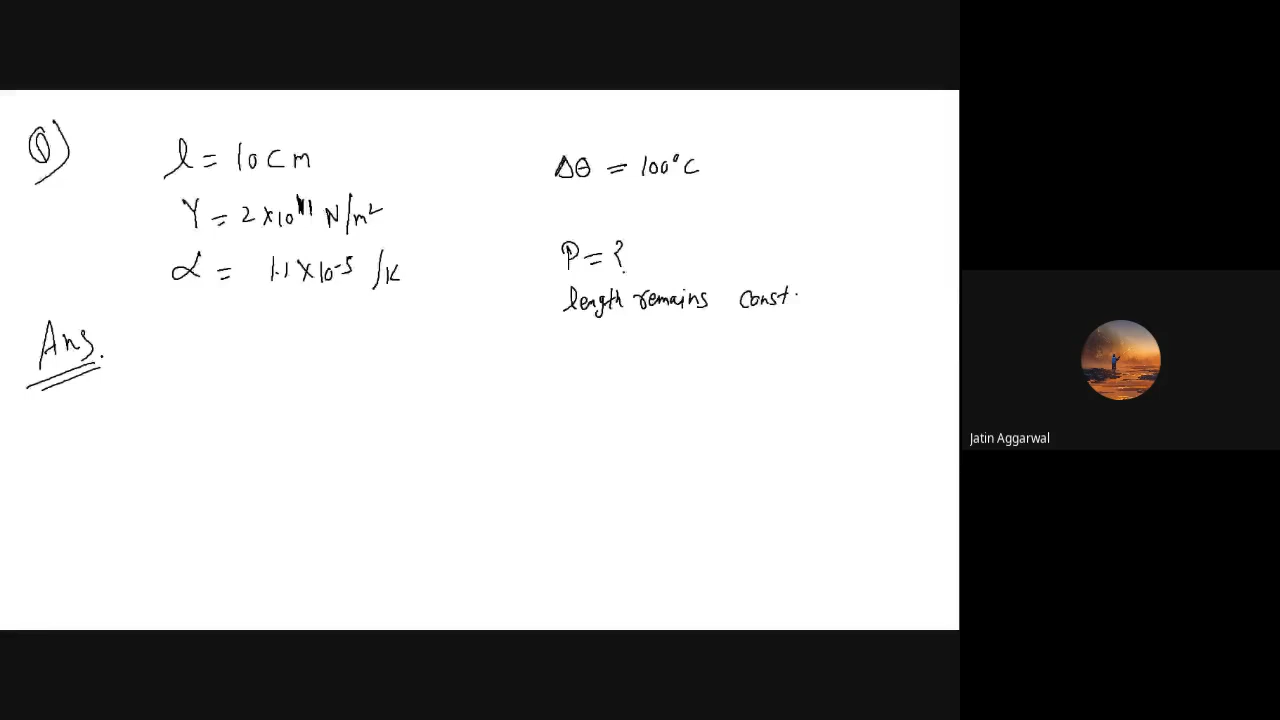 Q)
l = 10 cm
Y = 2×10¹¹ N/m²
α = 1.1×10⁻⁵ /K
Δθ = 100°C
P = ?
length remains const.
Ans.
Jatin Aggarwal